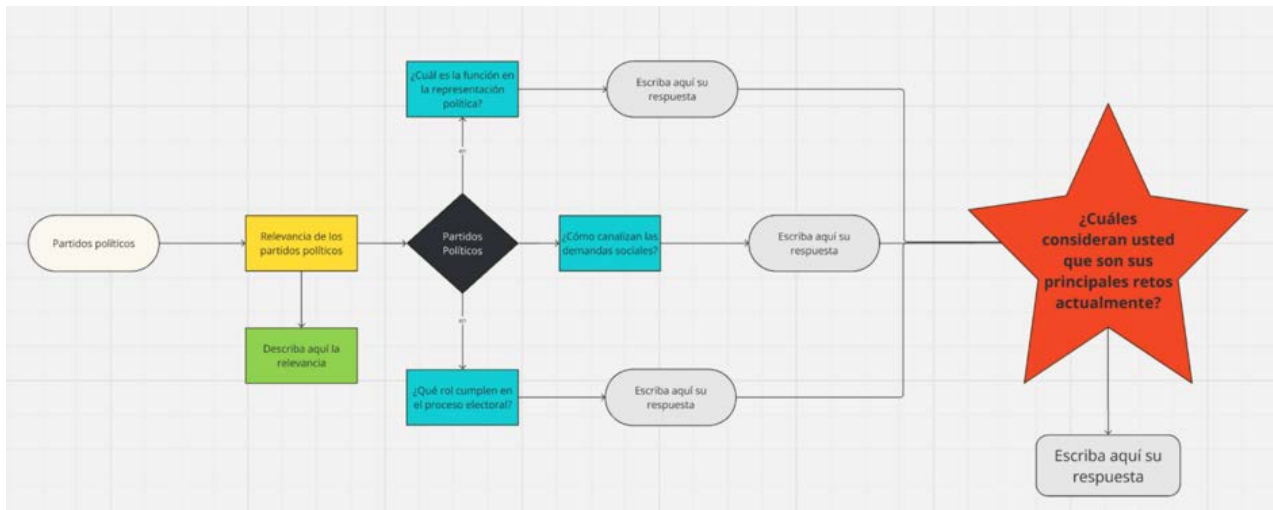 Partidos políticos
Relevancia de los
partidos políticos
Describa aquí la
relevancia
Partidos
Políticos
¿Cuál es la función en
la representación
política?
Escriba aquí su
respuesta
¿Cómo canalizan las
demandas sociales?
Escriba aquí su
respuesta
¿Qué rol cumplen en
el proceso electoral?
Escriba aquí su
respuesta
¿Cuáles
consideran usted
que son sus
principales retos
actualmente?
Escriba aquí su
respuesta